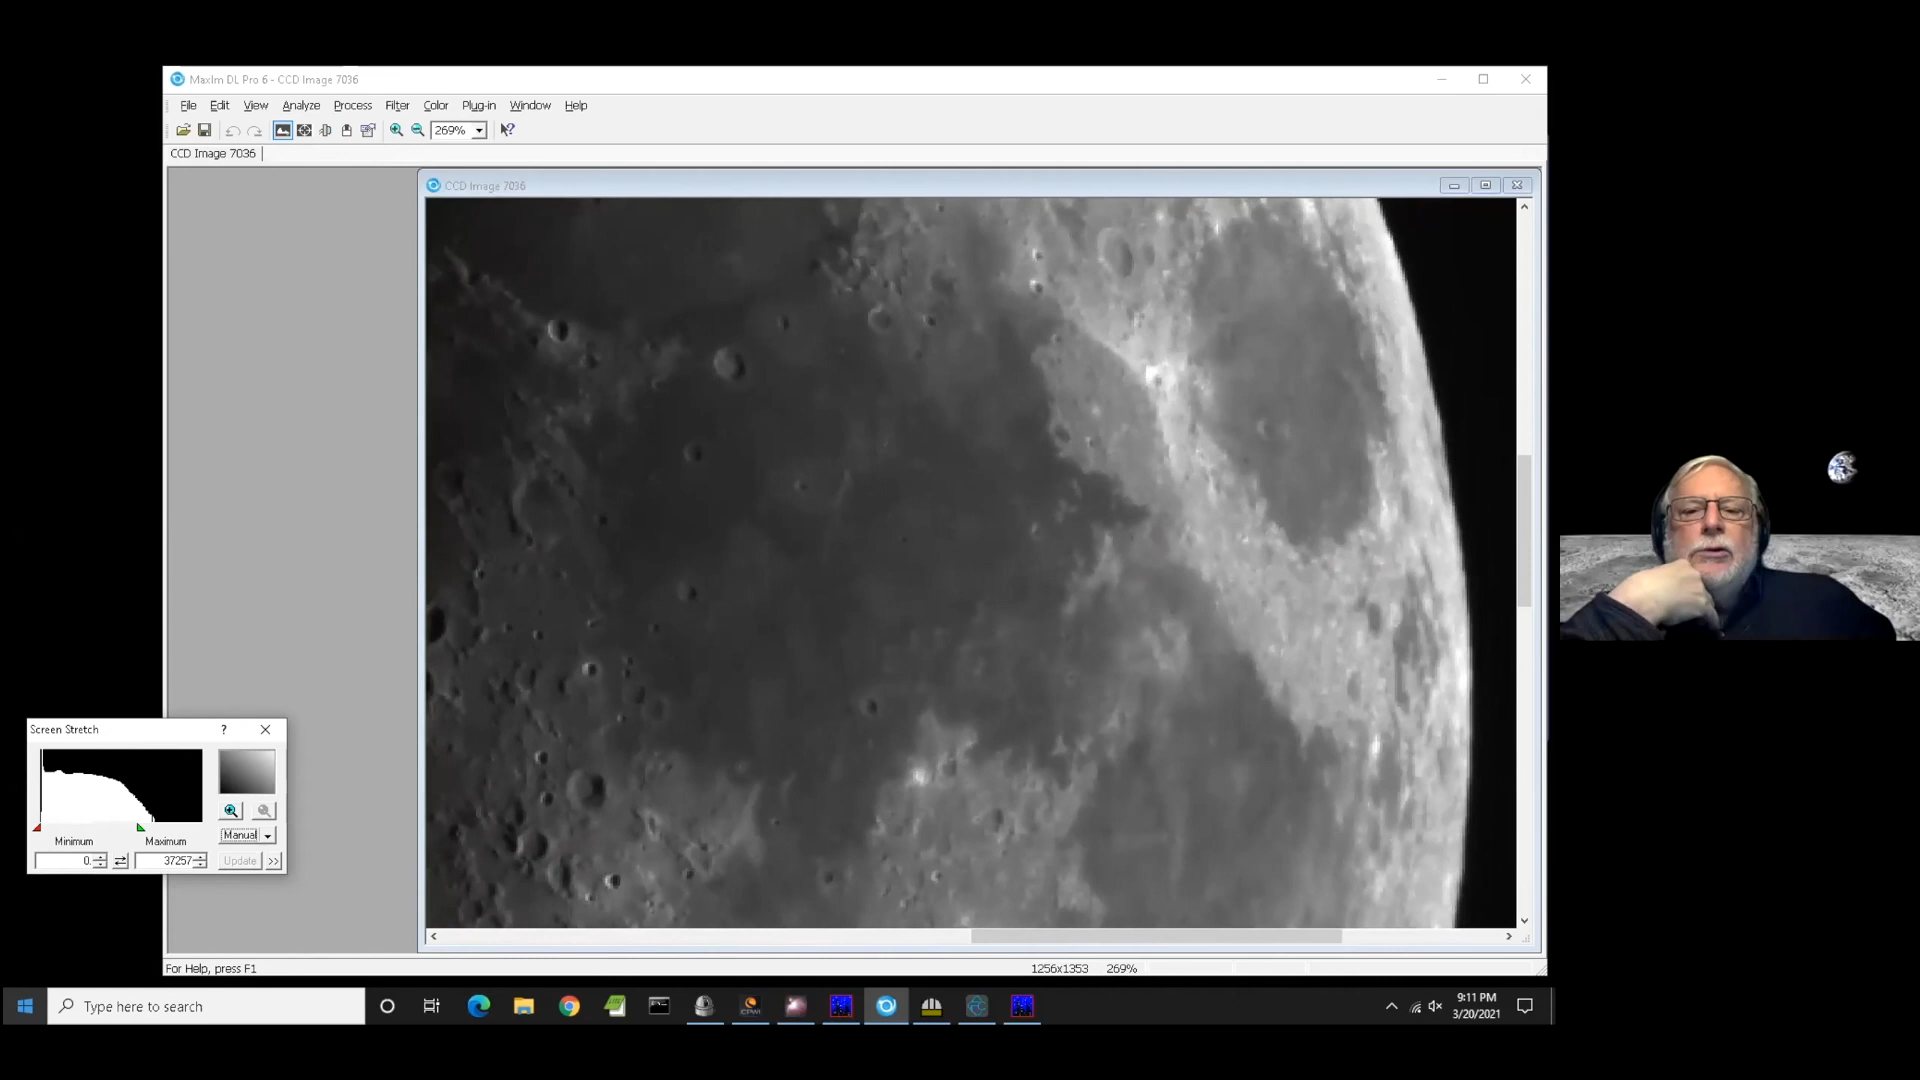 MaxIm DL Pro 6 - CCD Image 7036
File Edit View Analyze Process Filter Color Plug-in Window Help
269%
CCD Image 7036
CCD Image 7036
Screen Stretch
Minimum Maximum
Manual
0. 37257
Update >>
For Help, press F1
1256x1353 269%
Type here to search
CPWI
9:11 PM
3/20/2021